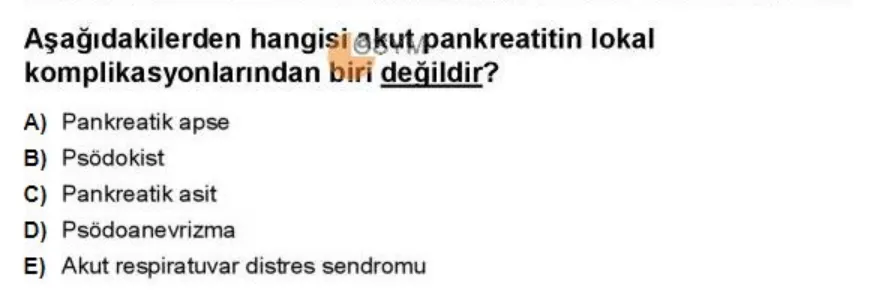 Aşağıdakilerden hangisi akut pankreatitin lokal
komplikasyonlarından biri değildir?
A) Pankreatik apse
B) Psödokist
C) Pankreatik asit
D) Psödoanevrizma
E) Akut respiratuvar distres sendromu